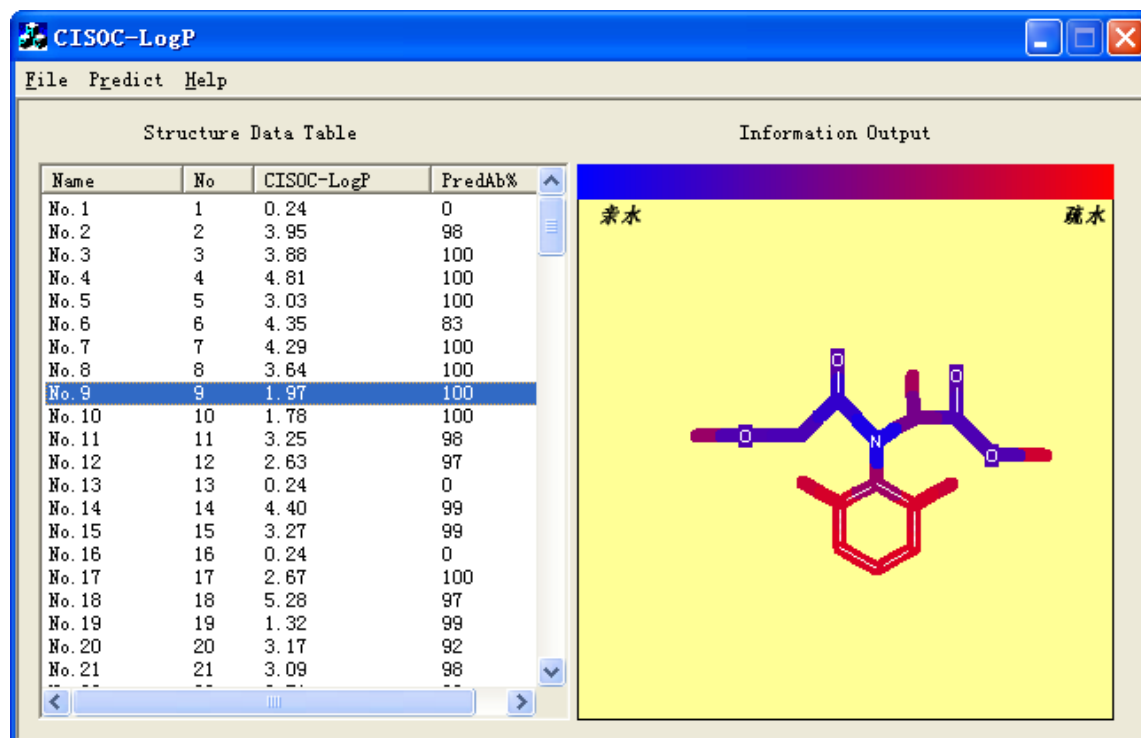 CISOC-LogP
File Predict Help
Structure Data Table
Information Output
Name No CISOC-LogP PredAb%
No.1 1 0.24 0
No.2 2 3.95 98
No.3 3 3.88 100
No.4 4 4.81 100
No.5 5 3.03 100
No.6 6 4.35 83
No.7 7 4.29 100
No.8 8 3.64 100
No.9 9 1.97 100
No.10 10 1.78 100
No.11 11 3.25 98
No.12 12 2.63 97
No.13 13 0.24 0
No.14 14 4.40 99
No.15 15 3.27 99
No.16 16 0.24 0
No.17 17 2.67 100
No.18 18 5.28 97
No.19 19 1.32 99
No.20 20 3.17 92
No.21 21 3.09 98
亲水 疏水
O
O
O
N
O